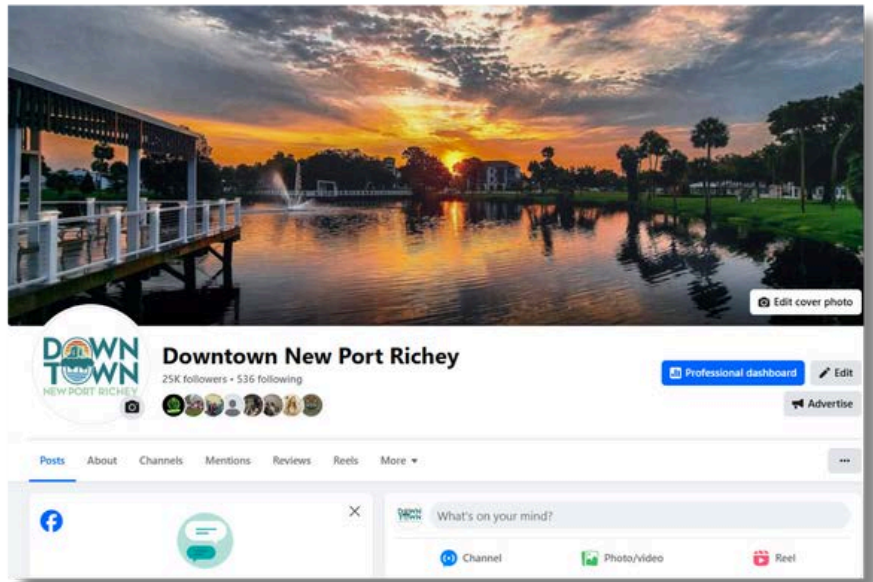 Edit cover photo
DOWN
TOWN
NEW PORT RICHEY
Downtown New Port Richey
25K followers • 536 following
Professional dashboard
Edit
Advertise
Posts About Channels Mentions Reviews Reels More
What's on your mind?
Channel Photo/video Reel